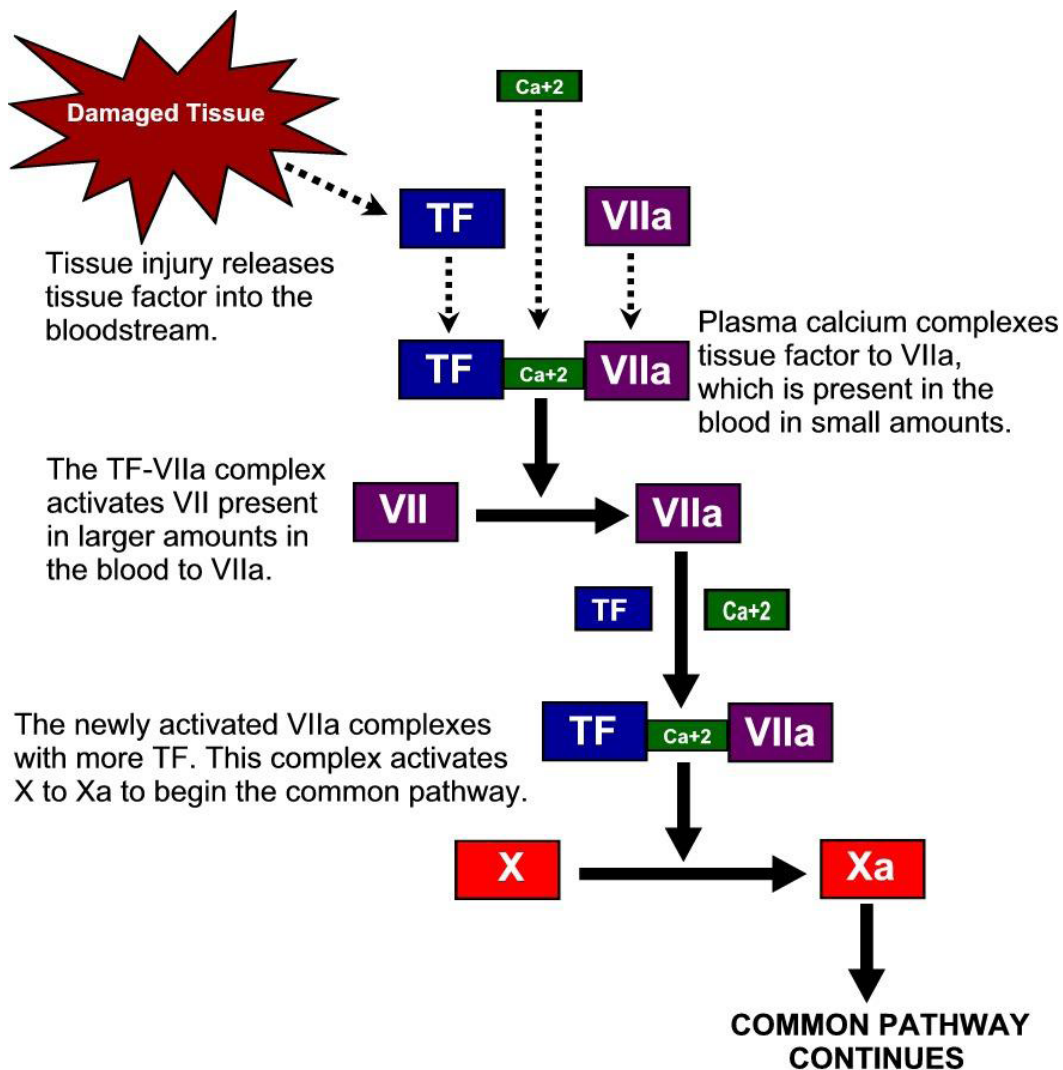 Damaged Tissue
Ca+2
TF
VIIa
Tissue injury releases
tissue factor into the
bloodstream.
TF
Ca+2
VIIa
Plasma calcium complexes
tissue factor to VIIa,
which is present in the
blood in small amounts.
The TF-VIIa complex
activates VII present
in larger amounts in
the blood to VIIa.
VII
VIIa
TF
Ca+2
The newly activated VIIa complexes
with more TF. This complex activates
X to Xa to begin the common pathway.
TF
Ca+2
VIIa
X
Xa
COMMON PATHWAY
CONTINUES